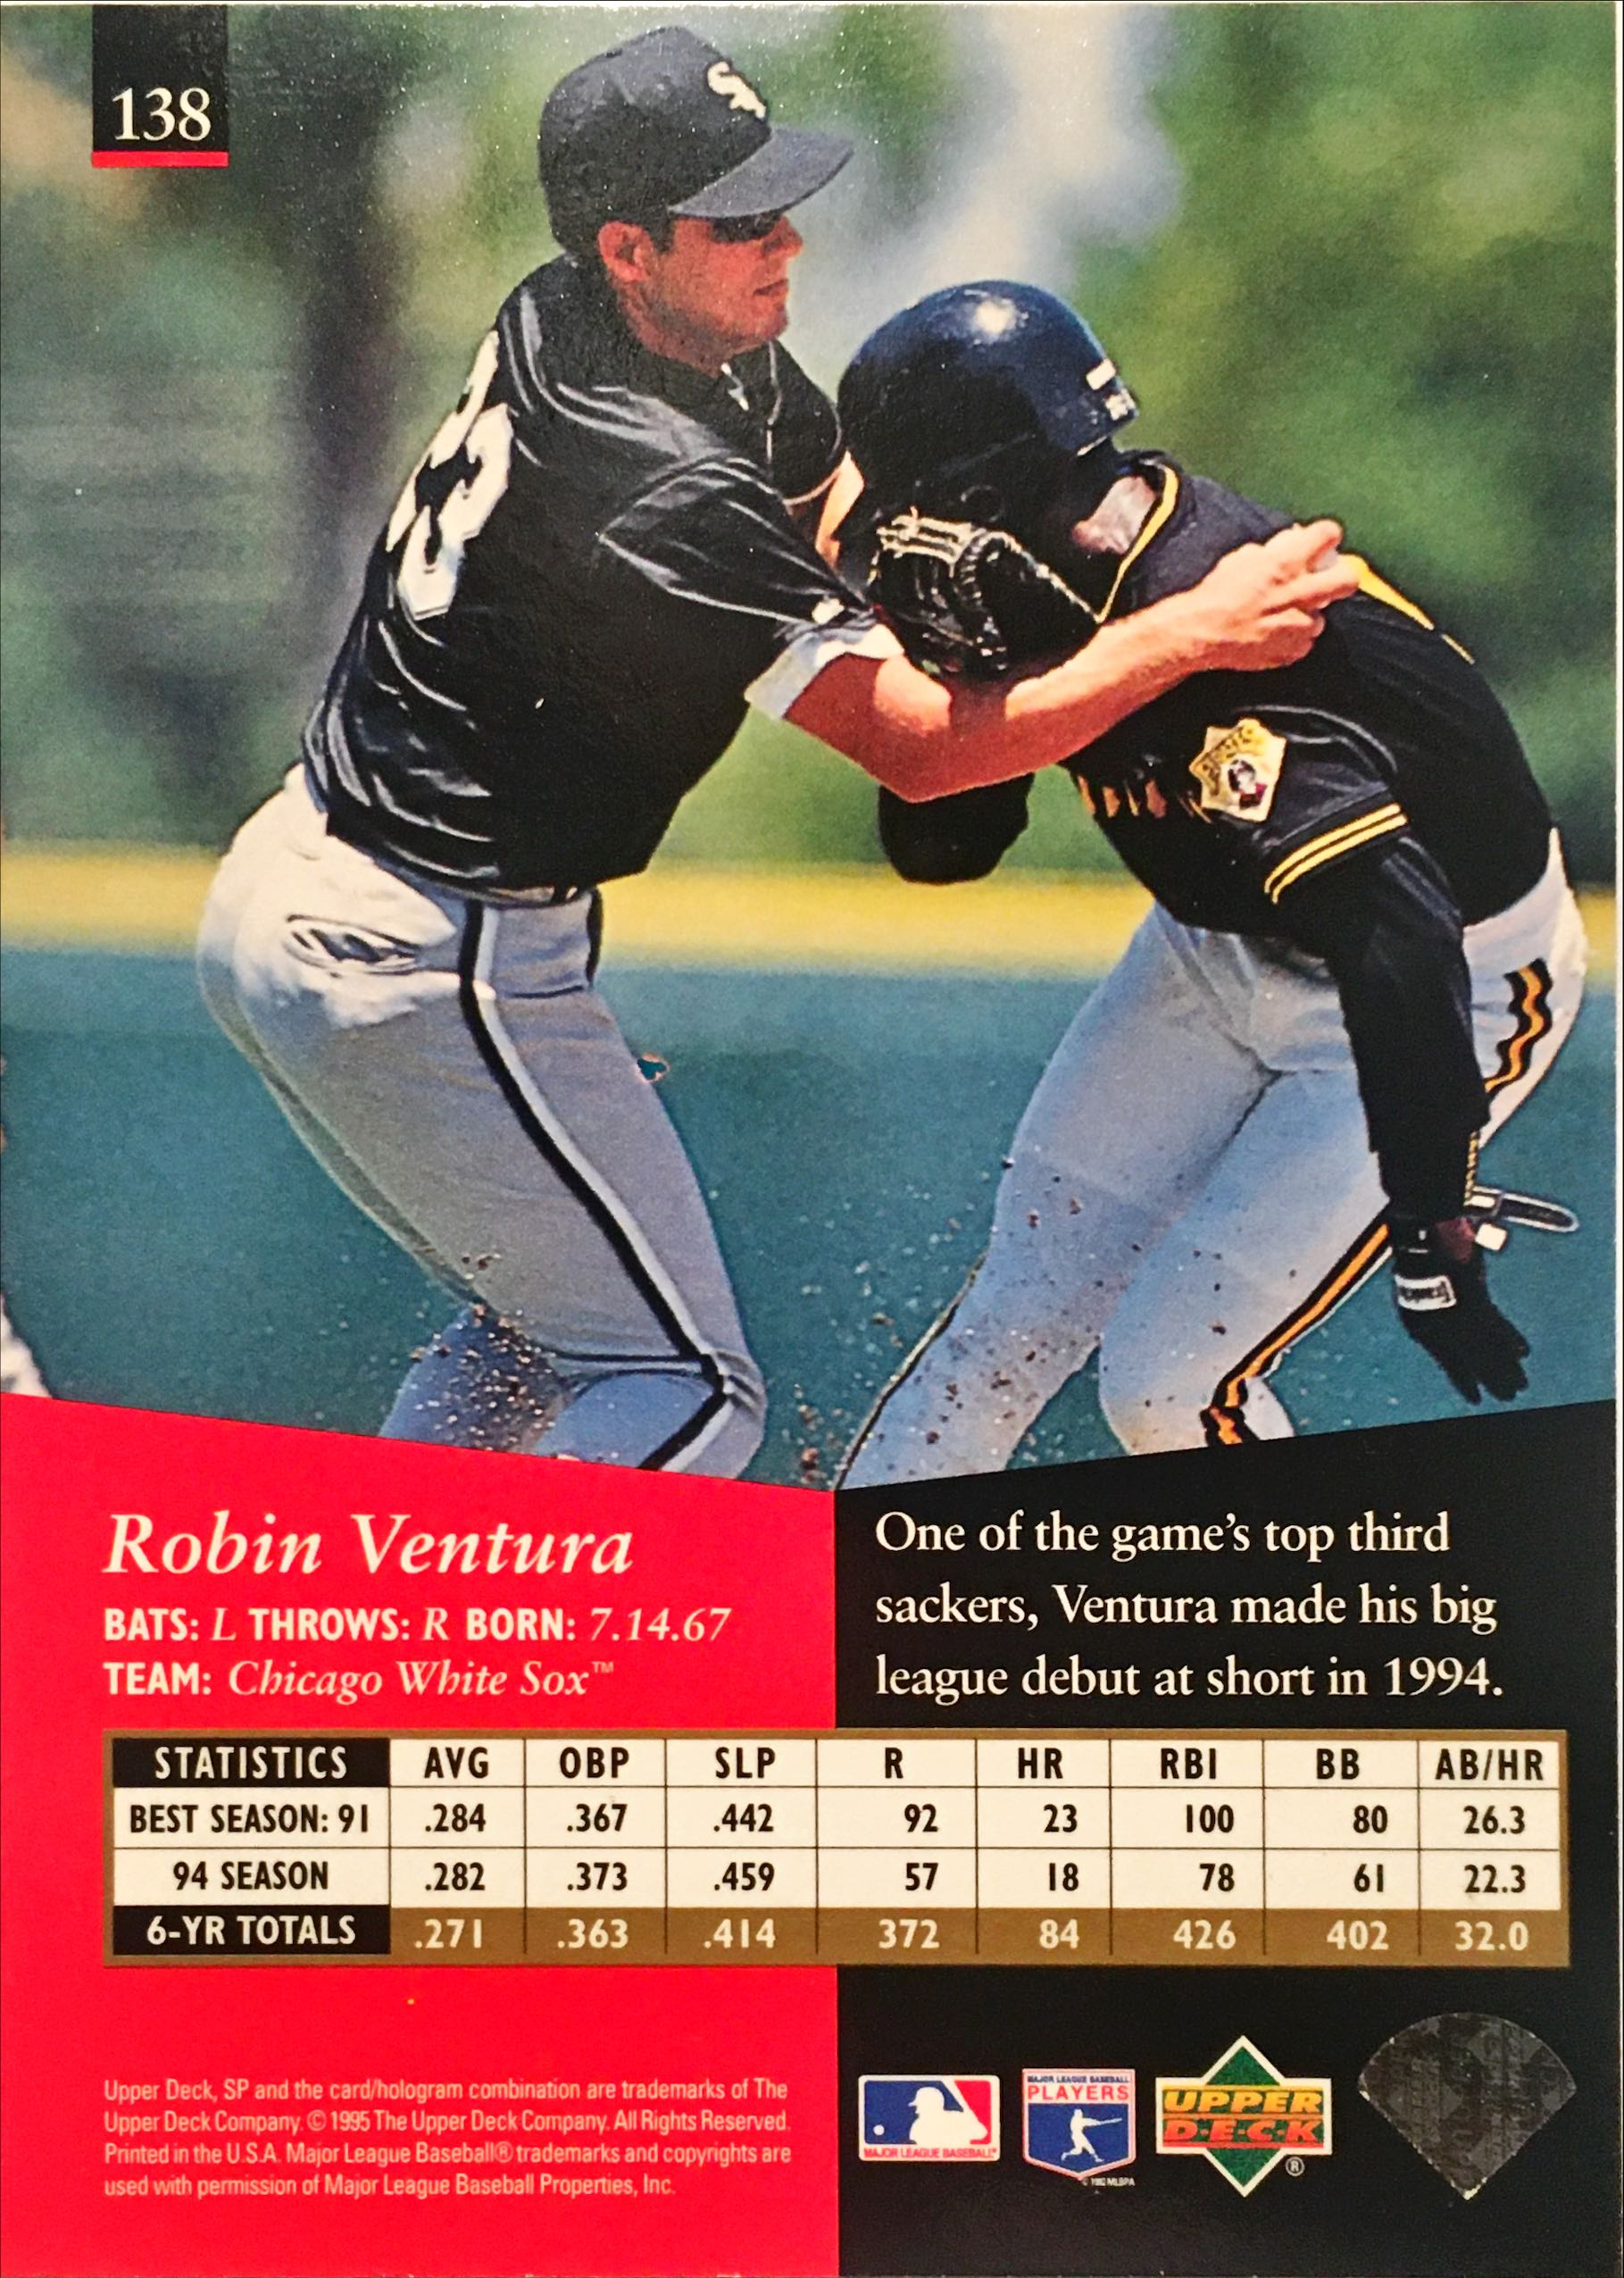 138
Robin Ventura
BATS: L THROWS: R BORN: 7.14.67
TEAM: Chicago White Sox™
One of the game's top third
sackers, Ventura made his big
league debut at short in 1994.
STATISTICS AVG OBP SLP R HR RBI BB AB/HR
BEST SEASON: 91 .284 .367 .442 92 23 100 80 26.3
94 SEASON .282 .373 .459 57 18 78 61 22.3
6-YR TOTALS .271 .363 .414 372 84 426 402 32.0
Upper Deck, SP and the card/hologram combination are trademarks of The
Upper Deck Company. © 1995 The Upper Deck Company. All Rights Reserved.
Printed in the U.S.A. Major League Baseball® trademarks and copyrights are
used with permission of Major League Baseball Properties, Inc.
MAJOR LEAGUE BASEBALL
MAJOR LEAGUE BASEBALL
PLAYERS
UPPER
D·E·C·K
®